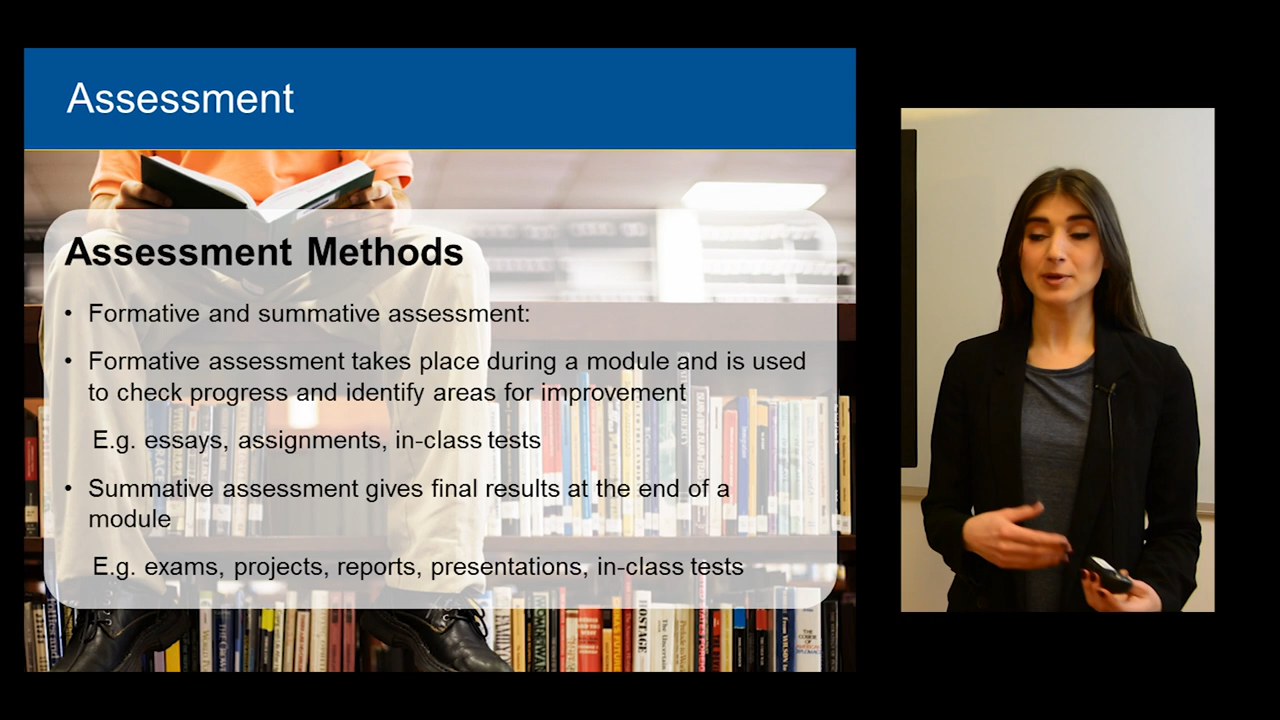 Assessment
Assessment Methods
• Formative and summative assessment:
• Formative assessment takes place during a module and is used
to check progress and identify areas for improvement
E.g. essays, assignments, in-class tests
• Summative assessment gives final results at the end of a
module
E.g. exams, projects, reports, presentations, in-class tests
HOSTAGE